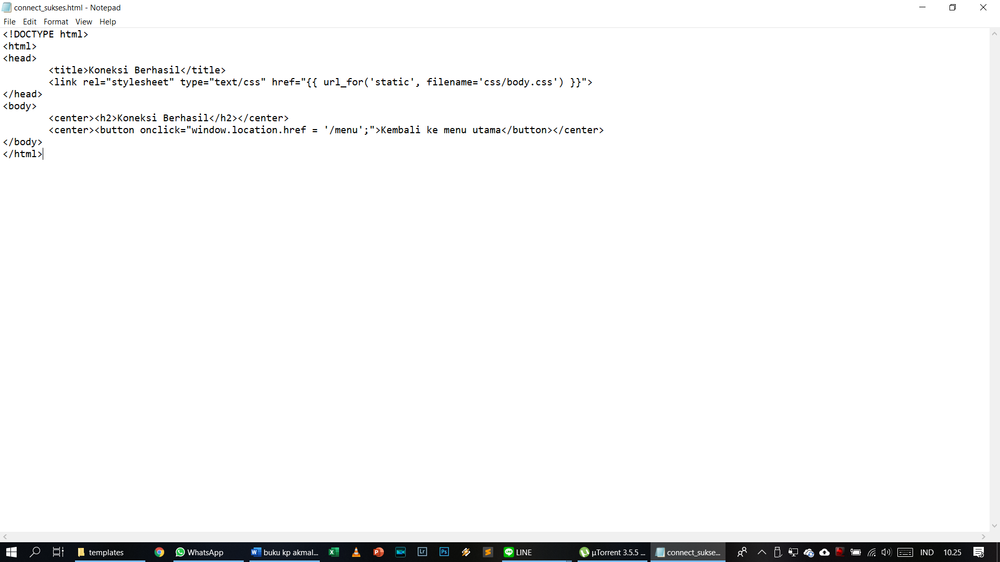 connect_sukses.html - Notepad
File Edit Format View Help
<!DOCTYPE html>
<html>
<head>
        <title>Koneksi Berhasil</title>
        <link rel="stylesheet" type="text/css" href="{{ url_for('static', filename='css/body.css') }}">
</head>
<body>
        <center><h2>Koneksi Berhasil</h2></center>
        <center><button onclick="window.location.href = '/menu';">Kembali ke menu utama</button></center>
</body>
</html>
templates WhatsApp W buku kp akmal... X P Lr Ps S LINE LINE µTorrent 3.5.5 ... connect_sukse... IND 10.25